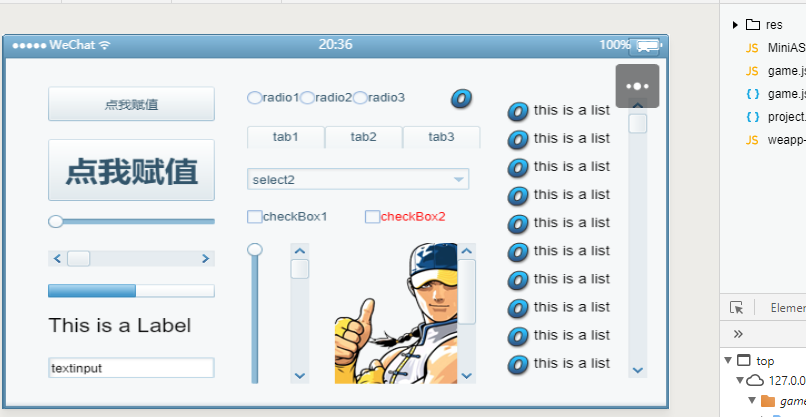 WeChat 20:36 100%
点我赋值
点我赋值
This is a Label
textinput
radio1 radio2 radio3
tab1 tab2 tab3
select2
checkBox1 checkBox2
this is a list
this is a list
this is a list
this is a list
this is a list
this is a list
this is a list
this is a list
this is a list
this is a list
res
JS MiniAS
JS game.js
{ } game.js
{ } project.
JS weapp-
Elemen
top
127.0.0
game